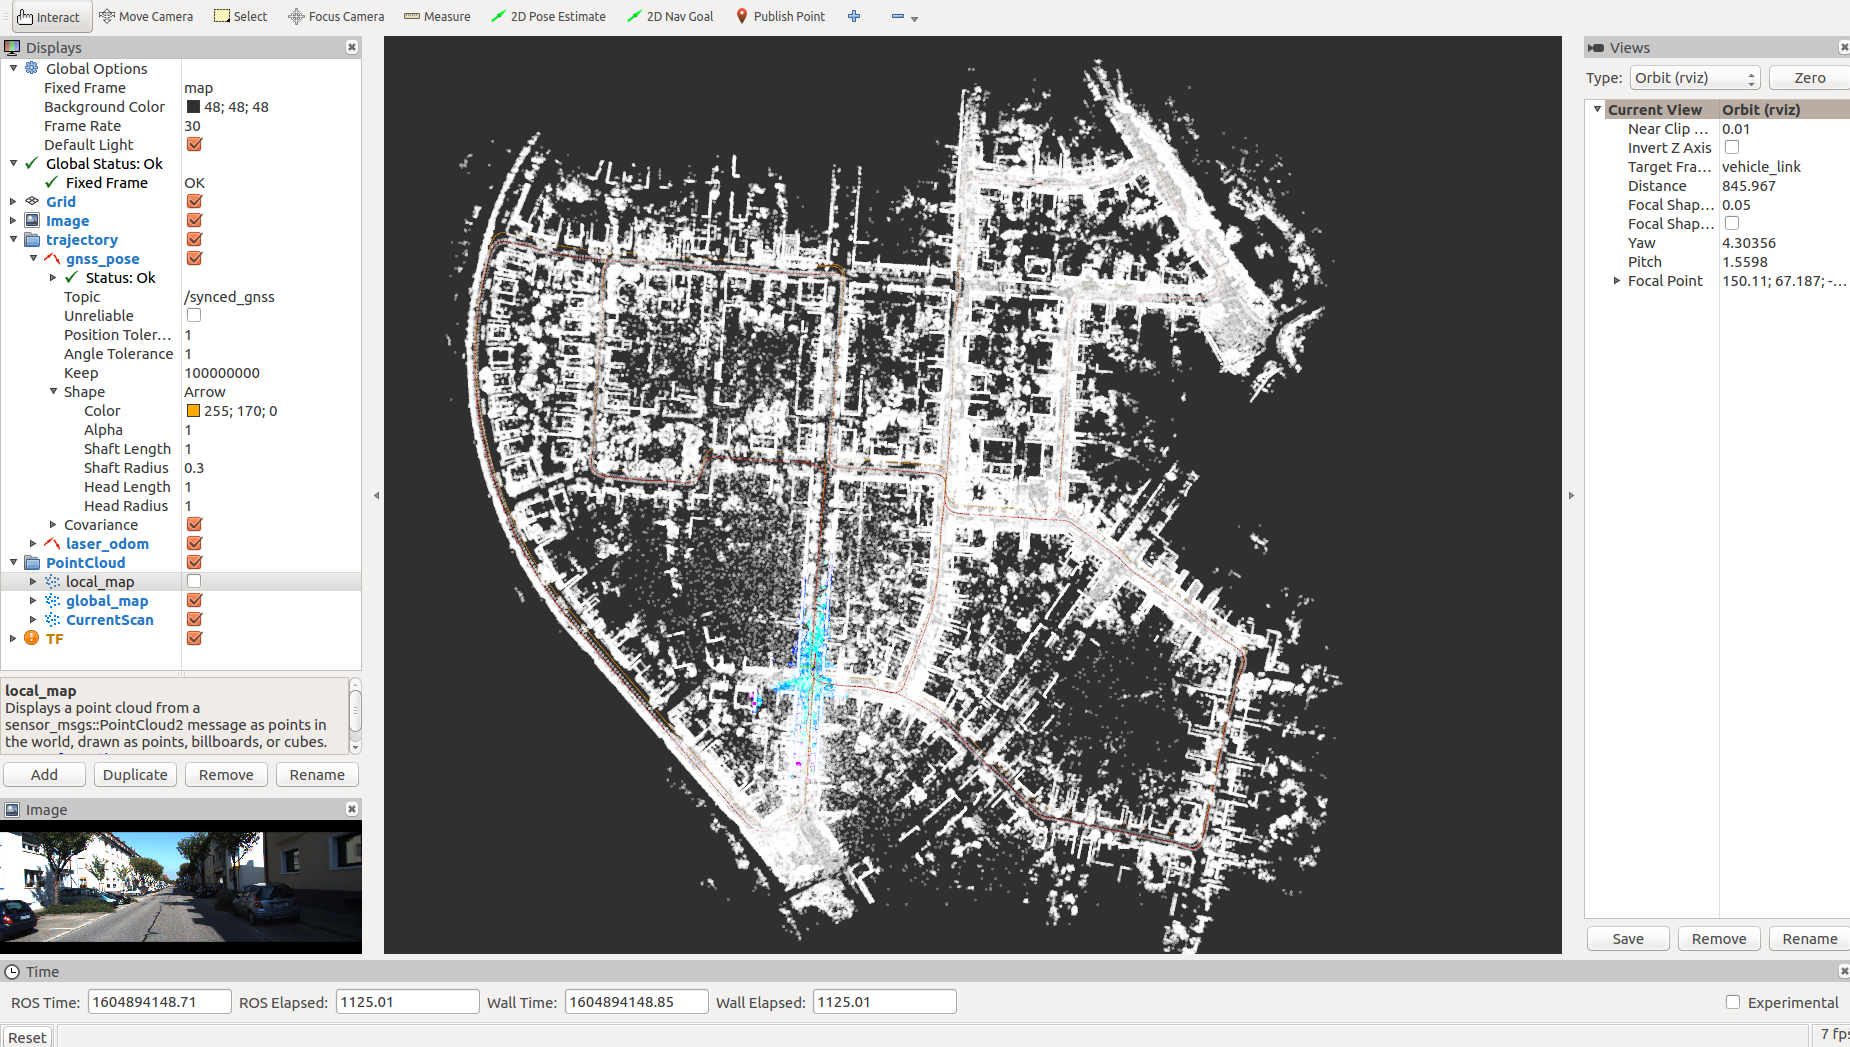 Interact Move Camera Select Focus Camera Measure 2D Pose Estimate 2D Nav Goal Publish Point
Displays
Global Options
Fixed Frame map
Background Color 48; 48; 48
Frame Rate 30
Default Light
Global Status: Ok
Fixed Frame OK
Grid
Image
trajectory
gnss_pose
Status: Ok
Topic /synced_gnss
Unreliable
Position Toler... 1
Angle Tolerance 1
Keep 100000000
Shape Arrow
Color 255; 170; 0
Alpha 1
Shaft Length 1
Shaft Radius 0.3
Head Length 1
Head Radius 1
Covariance
laser_odom
PointCloud
local_map
global_map
CurrentScan
TF
local_map
Displays a point cloud from a
sensor_msgs::PointCloud2 message as points in
the world, drawn as points, billboards, or cubes.
Add Duplicate Remove Rename
Image
Views
Type: Orbit (rviz) Zero
Current View Orbit (rviz)
Near Clip ... 0.01
Invert Z Axis
Target Fra... vehicle_link
Distance 845.967
Focal Shap... 0.05
Focal Shap...
Yaw 4.30356
Pitch 1.5598
Focal Point 150.11; 67.187; -...
Save Remove Rename
Time
ROS Time: 1604894148.71 ROS Elapsed: 1125.01 Wall Time: 1604894148.85 Wall Elapsed: 1125.01 Experimental
Reset 7 fps